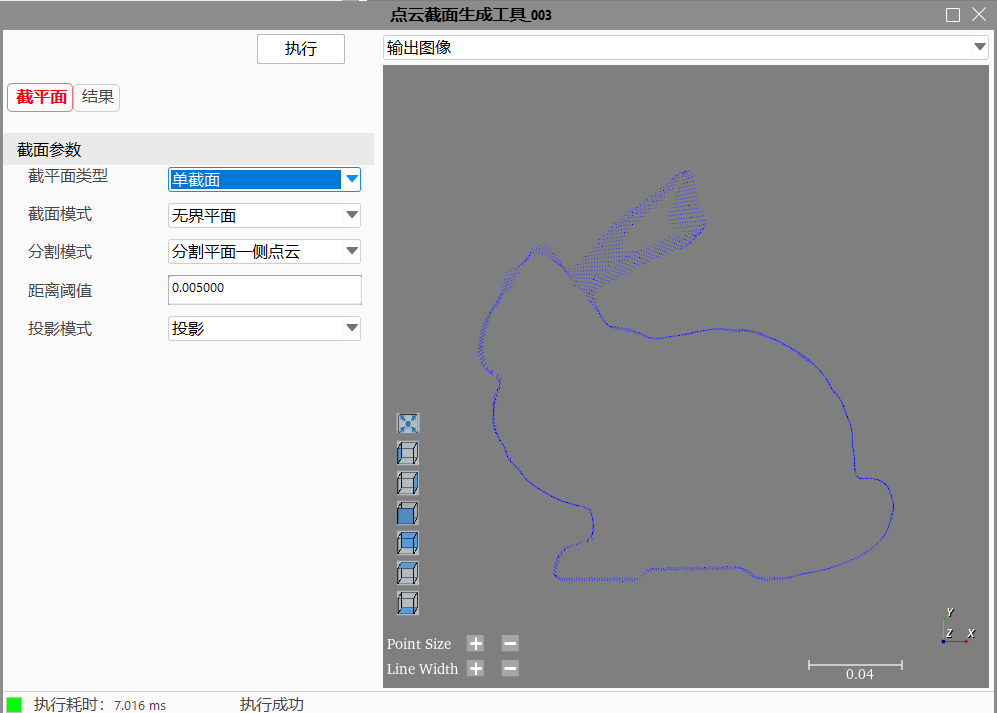 点云截面生成工具_003
执行
输出图像
截平面 结果
截面参数
截平面类型 单截面
截面模式 无界平面
分割模式 分割平面一侧点云
距离阈值 0.005000
投影模式 投影
Point Size
Line Width
Y
Z X
0.04
执行耗时: 7.016 ms 执行成功